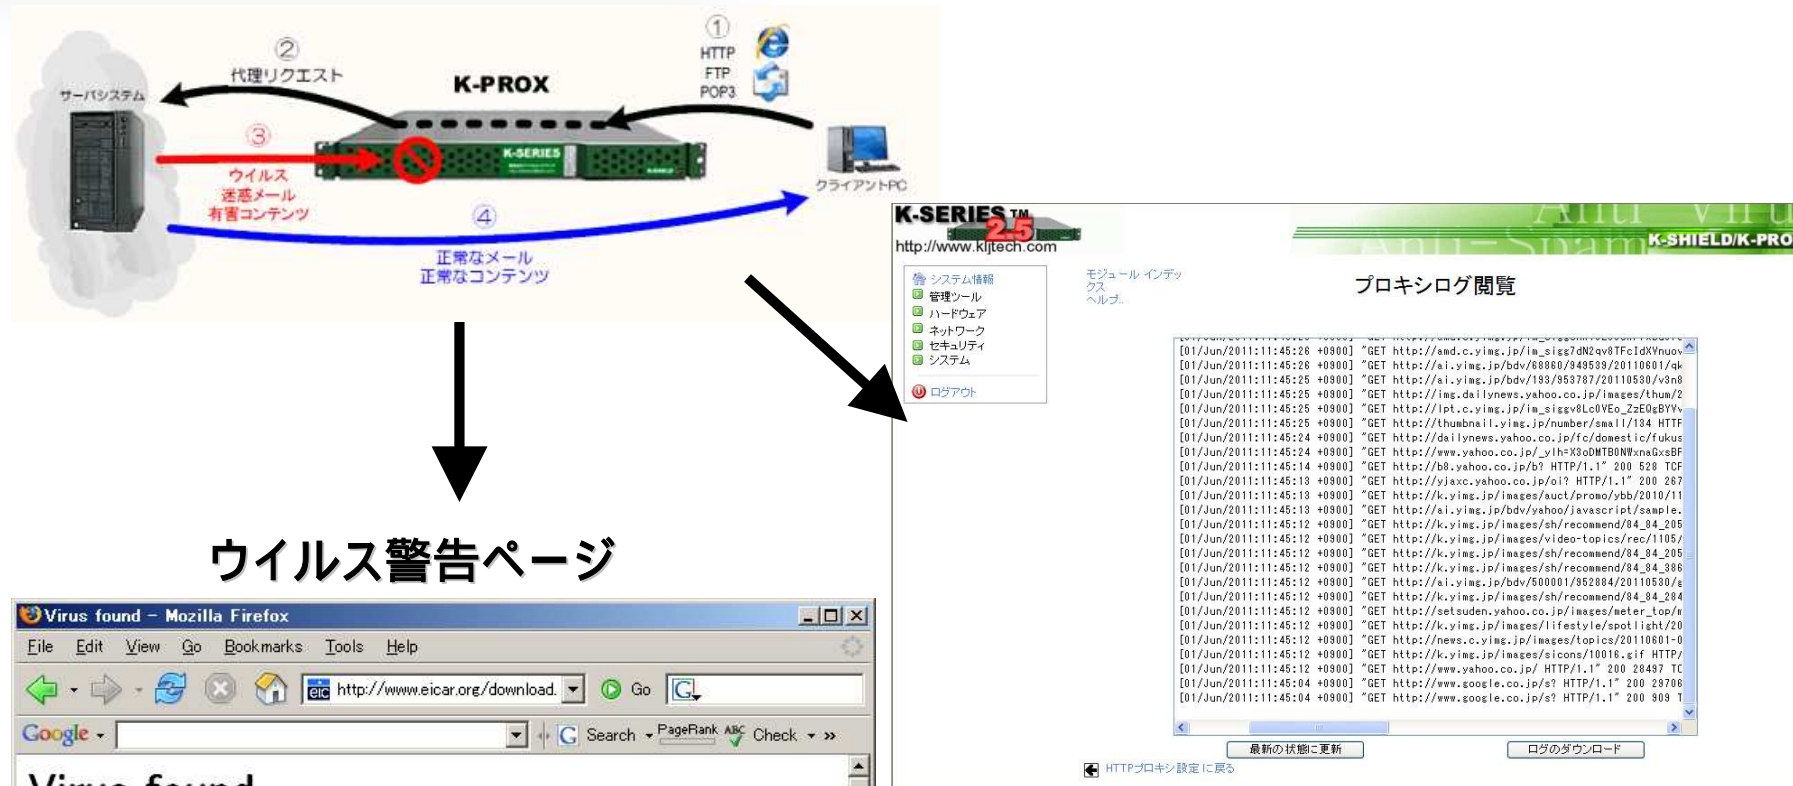 ①
HTTP
FTP
POP3
②
代理リクエスト
K-PROX
サーバシステム
③
ウイルス
迷惑メール
有害コンテンツ
K-SERIES
クライアントPC
④
正常なメール
正常なコンテンツ
ウイルス警告ページ
Virus found - Mozilla Firefox
File Edit View Go Bookmarks Tools Help
http://www.eicar.org/download. Go G
Google Search PageRank ABC Check »
Virus found
K-SERIES TM
2.5
http://www.kljtech.com
Anti Viru
Anti-Spam
K-SHIELD/K-PRO
システム情報
管理ツール
ハードウェア
ネットワーク
セキュリティ
システム
ログアウト
モジュール インデッ
クス
ヘルプ..
プロキシログ閲覧
[01/Jun/2011:11:45:26 +0900] "GET http://amd.c.yimg.jp/im_sigg7dN2qv8TFcIdXYnuov
[01/Jun/2011:11:45:26 +0900] "GET http://ai.yimg.jp/bdv/68860/949539/20110601/qk
[01/Jun/2011:11:45:25 +0900] "GET http://ai.yimg.jp/bdv/193/953787/20110530/v3n8
[01/Jun/2011:11:45:25 +0900] "GET http://img.dailynews.yahoo.co.jp/images/thum/2
[01/Jun/2011:11:45:25 +0900] "GET http://lpt.c.yimg.jp/im_siggv8Lc0VEo_ZzEQgBYYv
[01/Jun/2011:11:45:25 +0900] "GET http://thumbnail.yimg.jp/number/small/134 HTTP
[01/Jun/2011:11:45:24 +0900] "GET http://dailynews.yahoo.co.jp/fc/domestic/fukus
[01/Jun/2011:11:45:24 +0900] "GET http://www.yahoo.co.jp/_ylh=X3oDMTB0NWxnaGxsBF
[01/Jun/2011:11:45:14 +0900] "GET http://b8.yahoo.co.jp/b? HTTP/1.1" 200 528 TCP
[01/Jun/2011:11:45:13 +0900] "GET http://yjaxc.yahoo.co.jp/oi? HTTP/1.1" 200 267
[01/Jun/2011:11:45:13 +0900] "GET http://k.yimg.jp/images/auct/promo/ybb/2010/11
[01/Jun/2011:11:45:13 +0900] "GET http://ai.yimg.jp/bdv/yahoo/javascript/sample.
[01/Jun/2011:11:45:12 +0900] "GET http://k.yimg.jp/images/sh/recommend/84_84_205
[01/Jun/2011:11:45:12 +0900] "GET http://k.yimg.jp/images/video-topics/rec/1105/
[01/Jun/2011:11:45:12 +0900] "GET http://k.yimg.jp/images/sh/recommend/84_84_205
[01/Jun/2011:11:45:12 +0900] "GET http://k.yimg.jp/images/sh/recommend/84_84_386
[01/Jun/2011:11:45:12 +0900] "GET http://ai.yimg.jp/bdv/500001/952884/20110530/g
[01/Jun/2011:11:45:12 +0900] "GET http://k.yimg.jp/images/sh/recommend/84_84_284
[01/Jun/2011:11:45:12 +0900] "GET http://setsuden.yahoo.co.jp/images/meter_top/m
[01/Jun/2011:11:45:12 +0900] "GET http://k.yimg.jp/images/lifestyle/spotlight/20
[01/Jun/2011:11:45:12 +0900] "GET http://news.c.yimg.jp/images/topics/20110601-0
[01/Jun/2011:11:45:12 +0900] "GET http://k.yimg.jp/images/sicons/10016.gif HTTP/
[01/Jun/2011:11:45:12 +0900] "GET http://www.yahoo.co.jp/ HTTP/1.1" 200 28497 TC
[01/Jun/2011:11:45:04 +0900] "GET http://www.google.co.jp/s? HTTP/1.1" 200 23706
[01/Jun/2011:11:45:04 +0900] "GET http://www.google.co.jp/s? HTTP/1.1" 200 909 T
最新の状態に更新
ログのダウンロード
HTTPプロキシ設定 に戻る